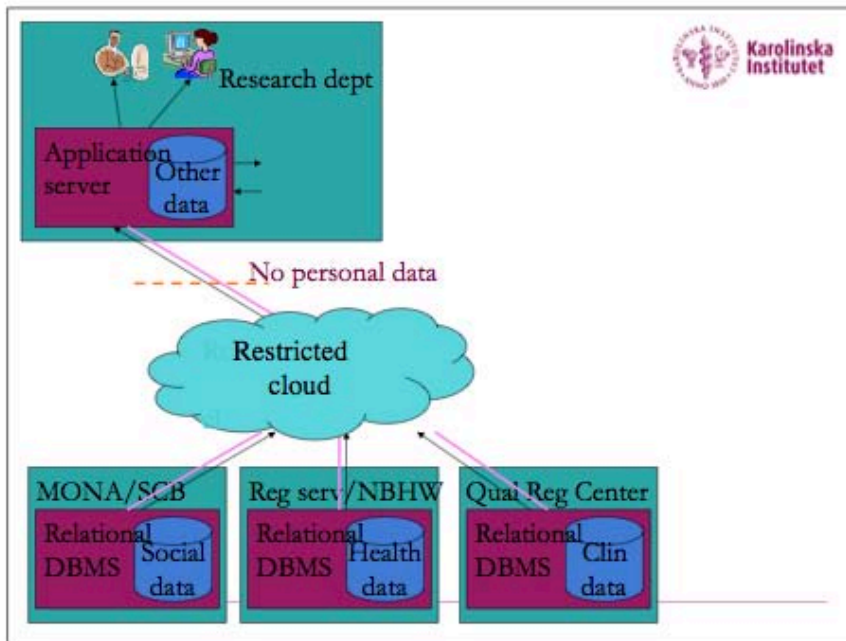 Karolinska
Institutet
Research dept
Application
server
Other
data
No personal data
Restricted
cloud
MONA/SCB
Relational
DBMS
Social
data
Reg serv/NBHW
Relational
DBMS
Health
data
Qual Reg Center
Relational
DBMS
Clin
data